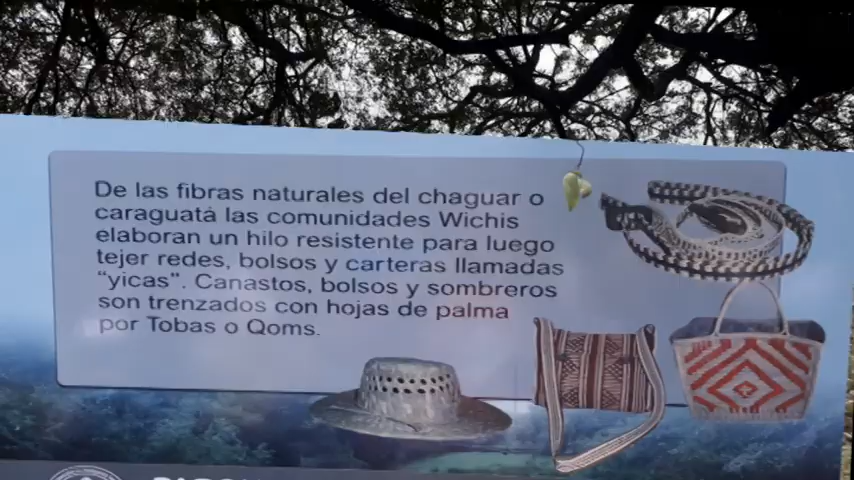 De las fibras naturales del chaguar o
caraguatá las comunidades Wichis
elaboran un hilo resistente para luego
tejer redes, bolsos y carteras llamadas
“yicas”. Canastos, bolsos y sombreros
son trenzados con hojas de palma
por Tobas o Qoms.